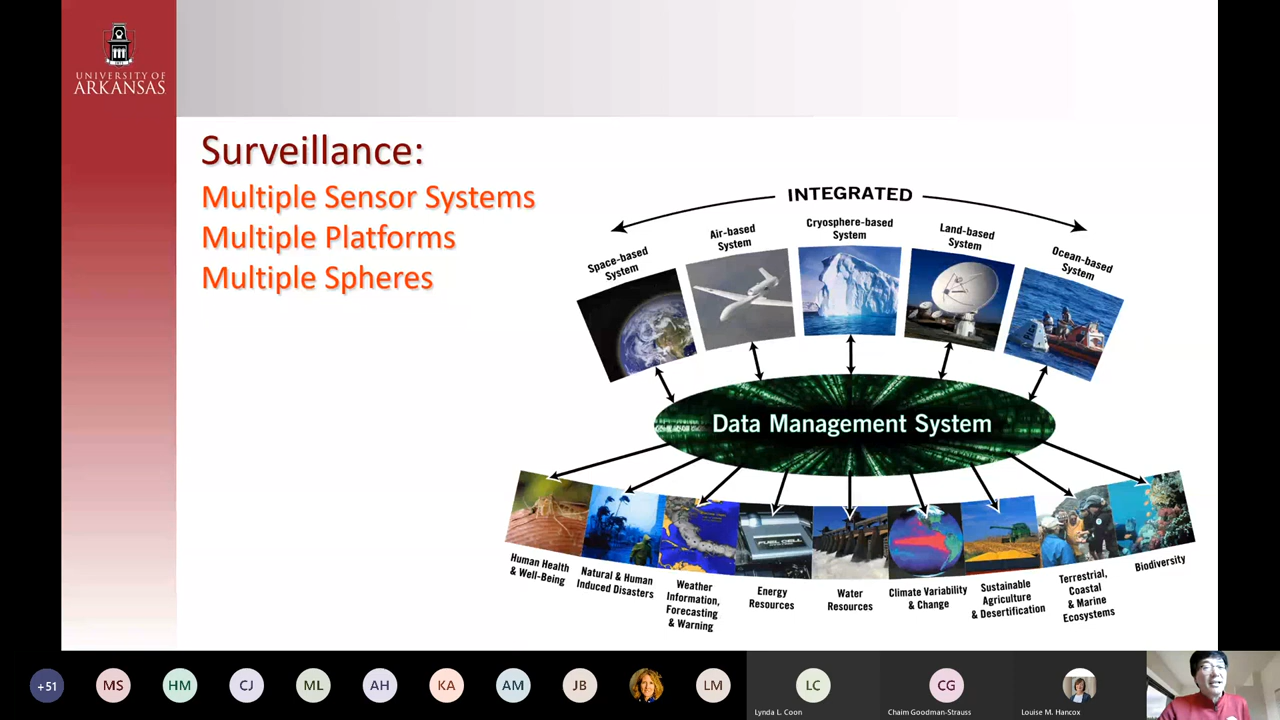 UNIVERSITY OF
ARKANSAS
Surveillance:
Multiple Sensor Systems
Multiple Platforms
Multiple Spheres
INTEGRATED
Space-based
System
Air-based
System
Cryosphere-based
System
Land-based
System
Ocean-based
System
Data Management System
FUEL CELL
Human Health
& Well-Being
Natural & Human
Induced Disasters
Weather
Information,
Forecasting
& Warning
Energy
Resources
Water
Resources
Climate Variability
& Change
Sustainable
Agriculture
& Desertification
Terrestrial,
Coastal
& Marine
Ecosystems
Biodiversity
+51
MS
HM
CJ
ML
AH
KA
AM
JB
LM
LC
Lynda L. Coon
CG
Chaim Goodman-Strauss
Louise M. Hancox